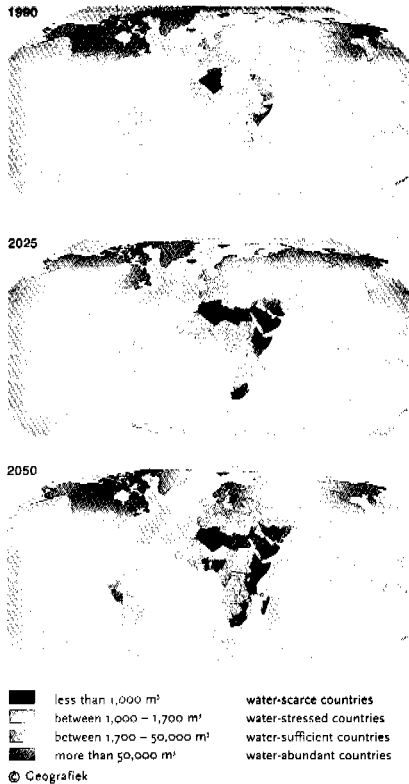 1990
2025
2050
less than 1,000 m³ water-scarce countries
between 1,000 – 1,700 m³ water-stressed countries
between 1,700 – 50,000 m³ water-sufficient countries
more than 50,000 m³ water-abundant countries
© Geografiek